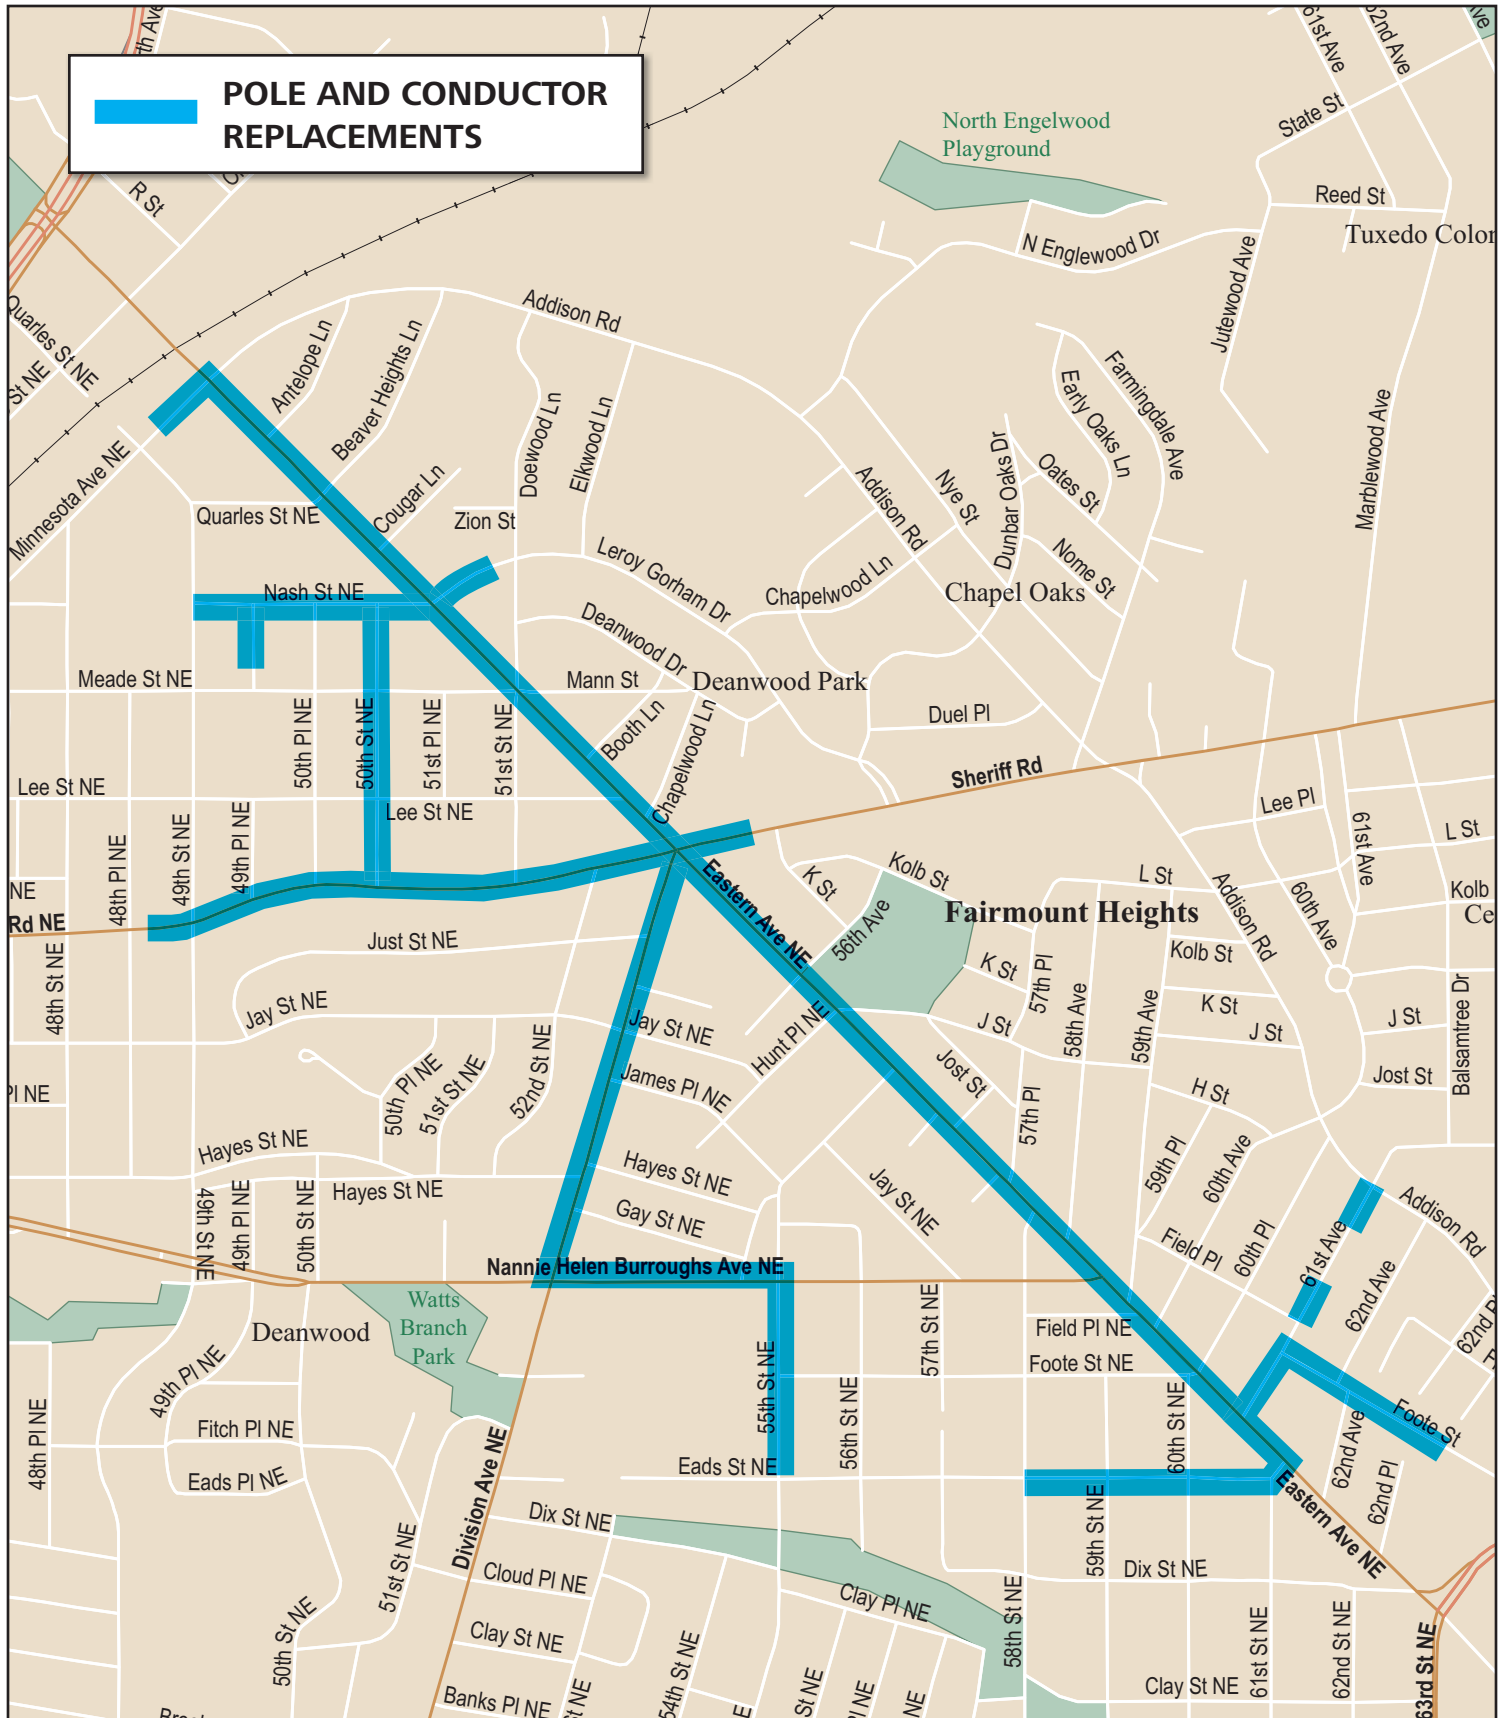 POLE AND CONDUCTOR
REPLACEMENTS
th Ave
61st Ave
State St
R St
North Engelwood
Playground
Reed St
Tuxedo Color
N Englewood Dr
Jutewood Ave
Addison Rd
Quarles St NE
St NE
Antelope Ln
Beaver Heights Ln
Doewood Ln
Elkwood Ln
Early Oaks Ln
Farmingdale Ave
Marblewood Ave
Minnesota Ave NE
Quarles St NE
Cougar Ln
Zion St
Addison Rd
Nye St
Dunbar Oaks Dr
Oates St
Nome St
Nash St NE
Leroy Gorham Dr
Chapelwood Ln
Chapel Oaks
Deanwood Dr
Meade St NE
Mann St
Deanwood Park
Booth Ln
Chapelwood Ln
Duel Pl
50th Pl NE
50th St NE
51st Pl NE
51st St NE
Sheriff Rd
Lee St NE
Lee St NE
Lee Pl
61st Ave
L St
48th Pl NE
49th St NE
49th Pl NE
NE
Rd NE
48th St NE
Eastern Ave NE
K St
Kolb St
56th Ave
L St
Addison Rd
60th Ave
Kolb
Ce
Fairmount Heights
Just St NE
Kolb St
K St
57th Pl
58th Ave
59th Ave
K St
Balsamtree Dr
Jay St NE
Jay St NE
Hunt Pl NE
J St
J St
J St
Jost St
Jost St
Pl NE
50th Pl NE
51st St NE
52nd St NE
James Pl NE
57th Pl
H St
59th Pl
60th Ave
Hayes St NE
Hayes St NE
Hayes St NE
Jay St NE
Gay St NE
49th St NE
49th Pl NE
50th St NE
Field Pl
60th Pl
61st Ave
Addison Rd
62nd Ave
Nannie Helen Burroughs Ave NE
Watts
Branch
Park
Deanwood
57th St NE
Field Pl NE
Foote St NE
62nd Pl
49th Pl NE
55th St NE
56th St NE
60th St NE
62nd Ave
Foote St
48th Pl NE
Fitch Pl NE
Eads Pl NE
Division Ave NE
Eads St NE
Eastern Ave NE
62nd Pl
Dix St NE
59th St NE
51st St NE
Cloud Pl NE
Dix St NE
Clay Pl NE
50th St NE
Clay St NE
54th St NE
58th St NE
61st St NE
62nd St NE
63rd St NE
Banks Pl NE
St NE
St NE
NE
Clay St NE